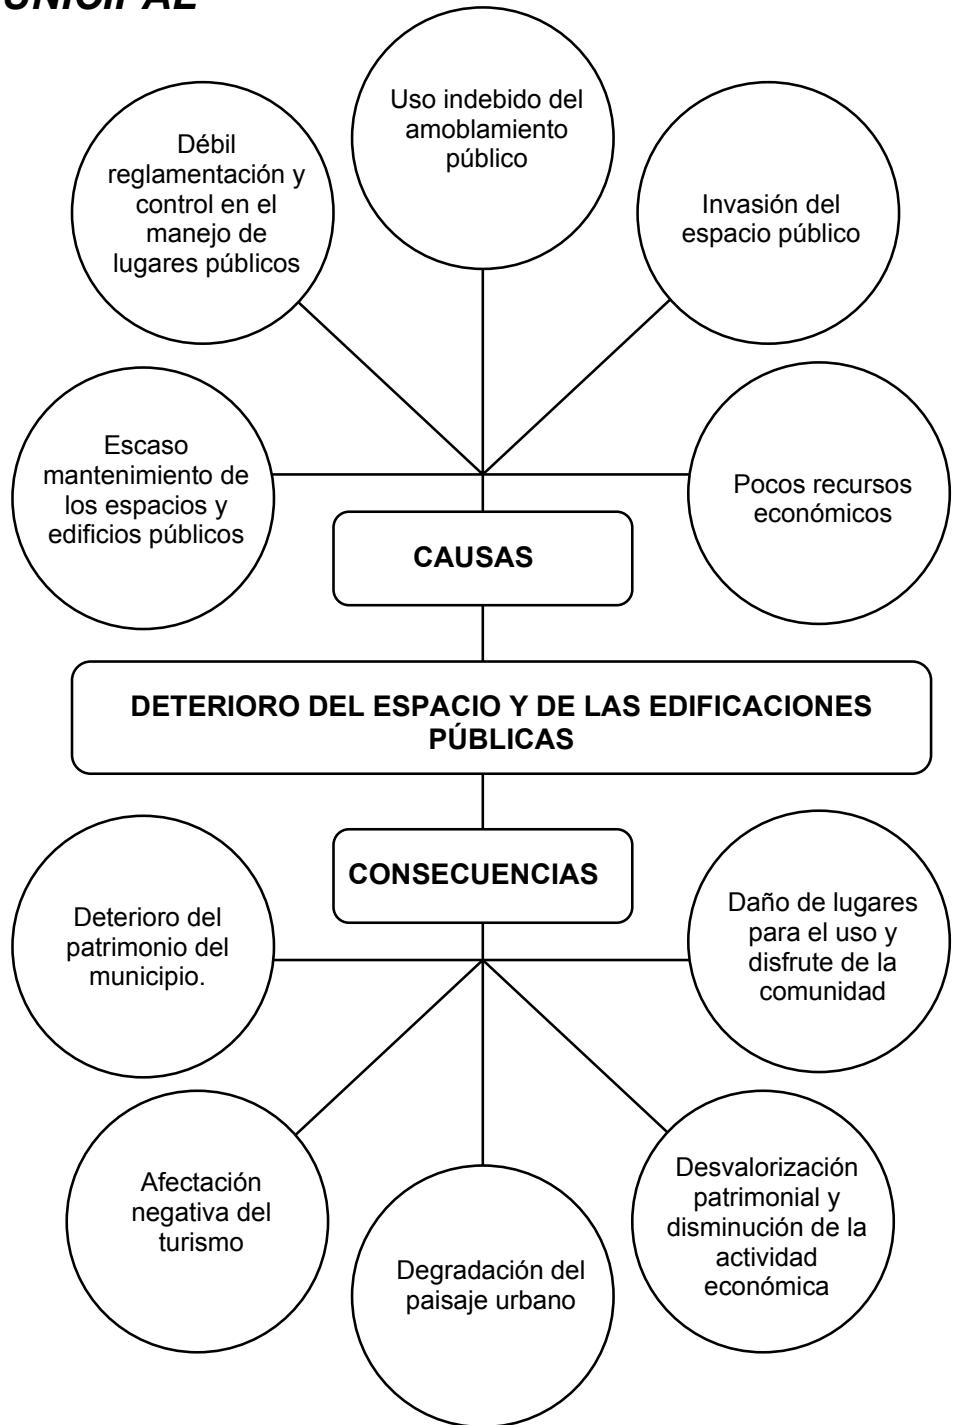 Uso indebido del
amoblamiento
público
Débil
reglamentación y
control en el
manejo de
lugares públicos
Invasión del
espacio público
Escaso
mantenimiento de
los espacios y
edificios públicos
Pocos recursos
económicos
CAUSAS
DETERIORO DEL ESPACIO Y DE LAS EDIFICACIONES
PÚBLICAS
CONSECUENCIAS
Deterioro del
patrimonio del
municipio.
Daño de lugares
para el uso y
disfrute de la
comunidad
Afectación
negativa del
turismo
Degradación del
paisaje urbano
Desvalorización
patrimonial y
disminución de la
actividad
económica